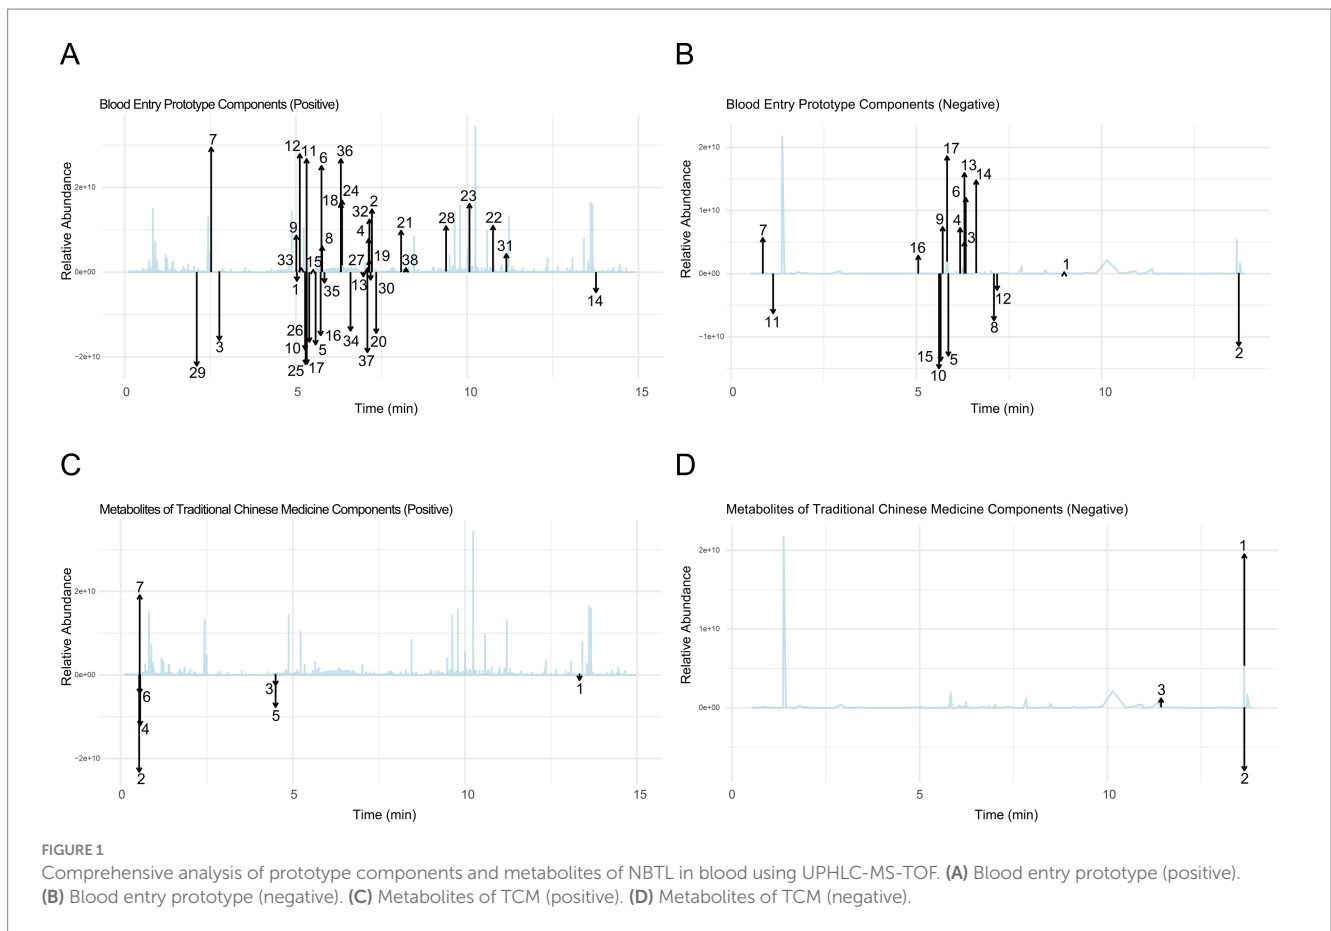 A
Blood Entry Prototype Components (Positive)
Relative Abundance
2e+10
0e+00
−2e+10
7
12
11
6
36
24
18
2
32
4
9
8
33
15
27
19
21
38
28
23
22
31
1
35
13
30
14
29
3
26
10
25
17
5
16
34
20
37
0
5
10
15
Time (min)
B
Blood Entry Prototype Components (Negative)
Relative Abundance
2e+10
1e+10
0e+00
−1e+10
17
13
14
6
9
4
3
7
16
1
11
12
8
15
5
10
2
0
5
10
Time (min)
C
Metabolites of Traditional Chinese Medicine Components (Positive)
Relative Abundance
2e+10
0e+00
−2e+10
7
6
4
2
3
5
1
0
5
10
15
Time (min)
D
Metabolites of Traditional Chinese Medicine Components (Negative)
Relative Abundance
2e+10
1e+10
0e+00
1
3
2
0
5
10
Time (min)
FIGURE 1
Comprehensive analysis of prototype components and metabolites of NBTL in blood using UPHLC-MS-TOF. (A) Blood entry prototype (positive).
(B) Blood entry prototype (negative). (C) Metabolites of TCM (positive). (D) Metabolites of TCM (negative).